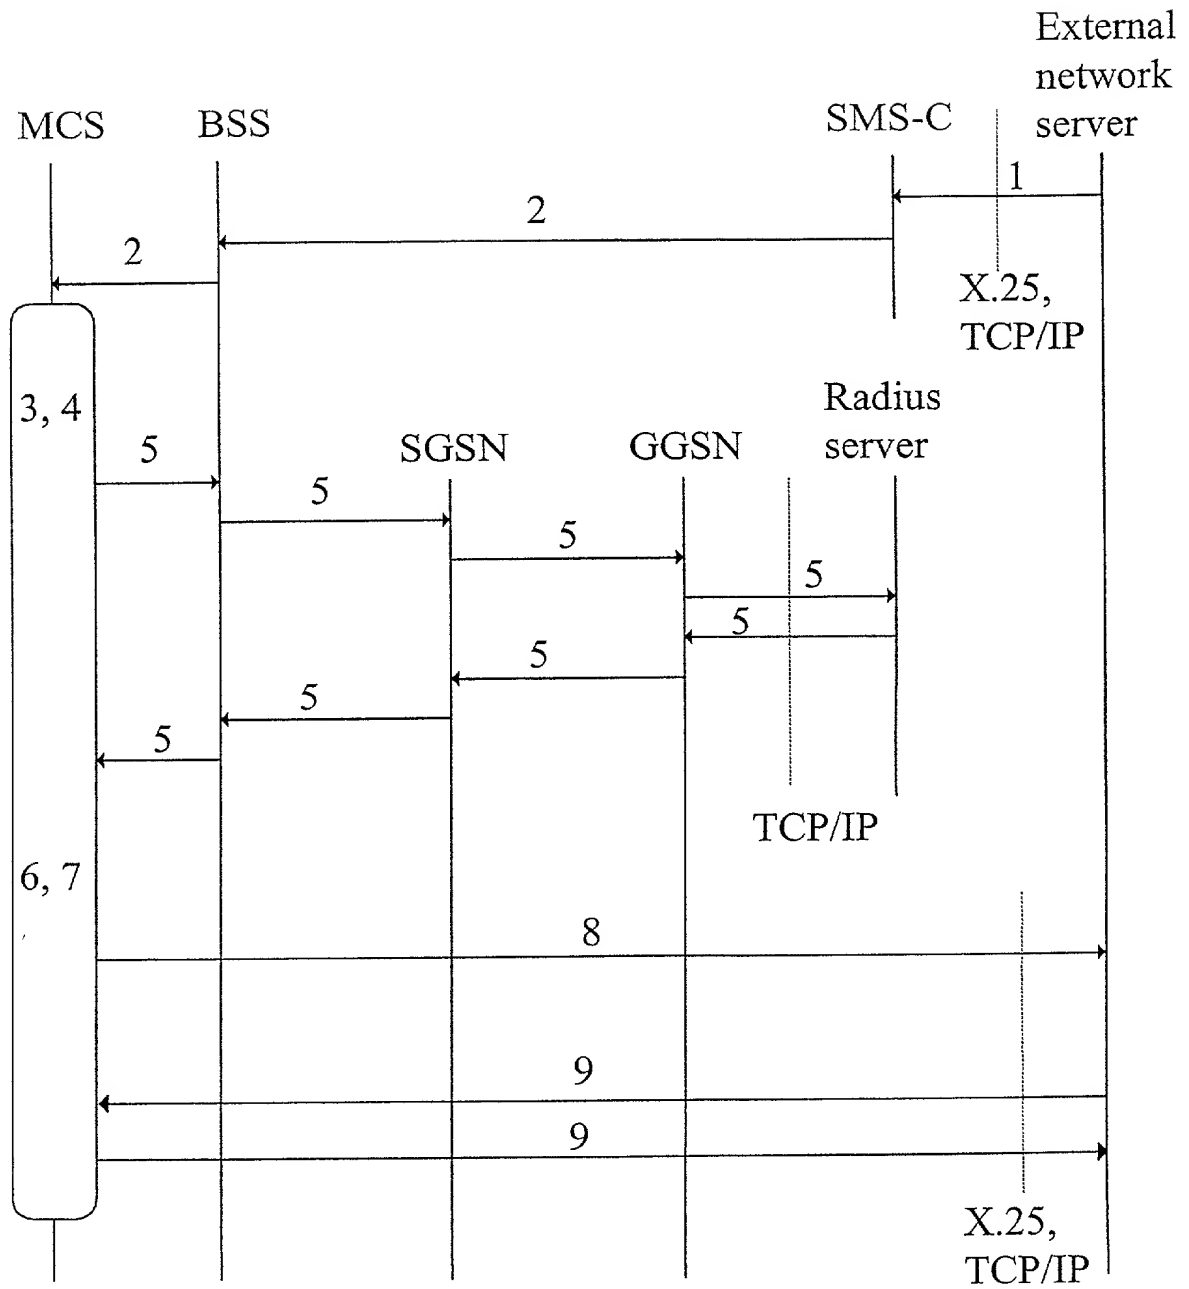 External
network
server
MCS
BSS
SMS-C
1
2
2
X.25,
TCP/IP
3, 4
Radius
server
SGSN
GGSN
5
5
5
5
5
5
5
5
TCP/IP
6, 7
8
9
9
X.25,
TCP/IP